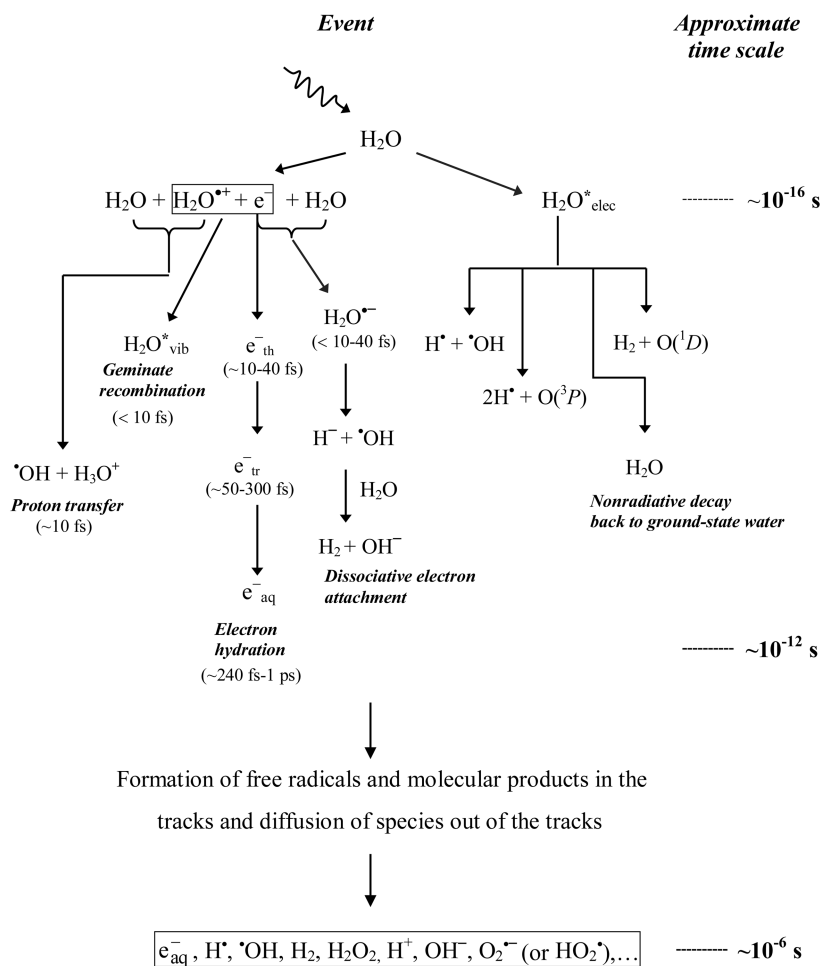 Event
Approximate
time scale
H₂O
H₂O + H₂O•⁺ + e⁻ + H₂O
H₂O*elec
---------- ~10⁻¹⁶ s
H₂O*vib
Geminate
recombination
(< 10 fs)
e⁻th
(~10-40 fs)
H₂O•⁻
(< 10-40 fs)
H• + •OH
2H• + O(³P)
H₂ + O(¹D)
•OH + H₃O⁺
Proton transfer
(~10 fs)
e⁻tr
(~50-300 fs)
H⁻ + •OH
H₂O
H₂ + OH⁻
Dissociative electron
attachment
H₂O
Nonradiative decay
back to ground-state water
e⁻aq
Electron
hydration
(~240 fs-1 ps)
---------- ~10⁻¹² s
Formation of free radicals and molecular products in the
tracks and diffusion of species out of the tracks
e⁻aq, H•, •OH, H₂, H₂O₂, H⁺, OH⁻, O₂•⁻ (or HO₂•),…
---------- ~10⁻⁶ s